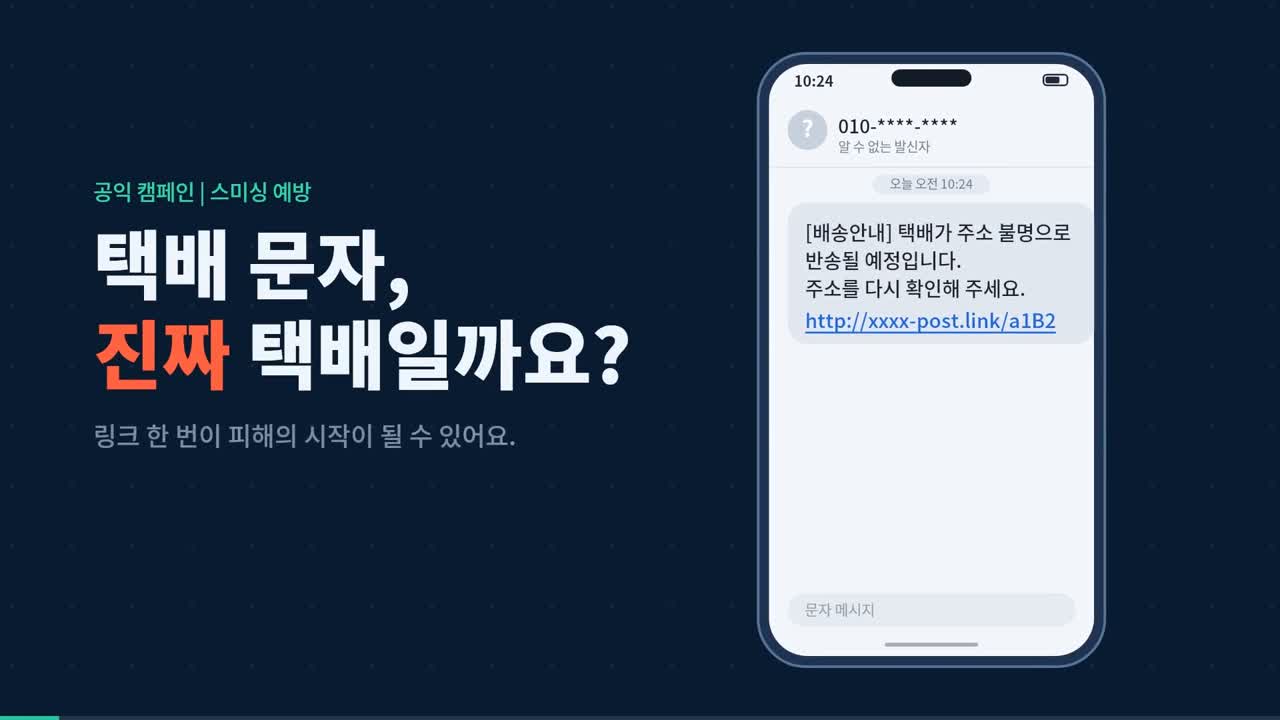 공익 캠페인 | 스미싱 예방
택배 문자,
진짜 택배일까요?
링크 한 번이 피해의 시작이 될 수 있어요.
10:24
?
010-****-****
알 수 없는 발신자
오늘 오전 10:24
[배송안내] 택배가 주소 불명으로
반송될 예정입니다.
주소를 다시 확인해 주세요.
http://xxxx-post.link/a1B2
문자 메시지